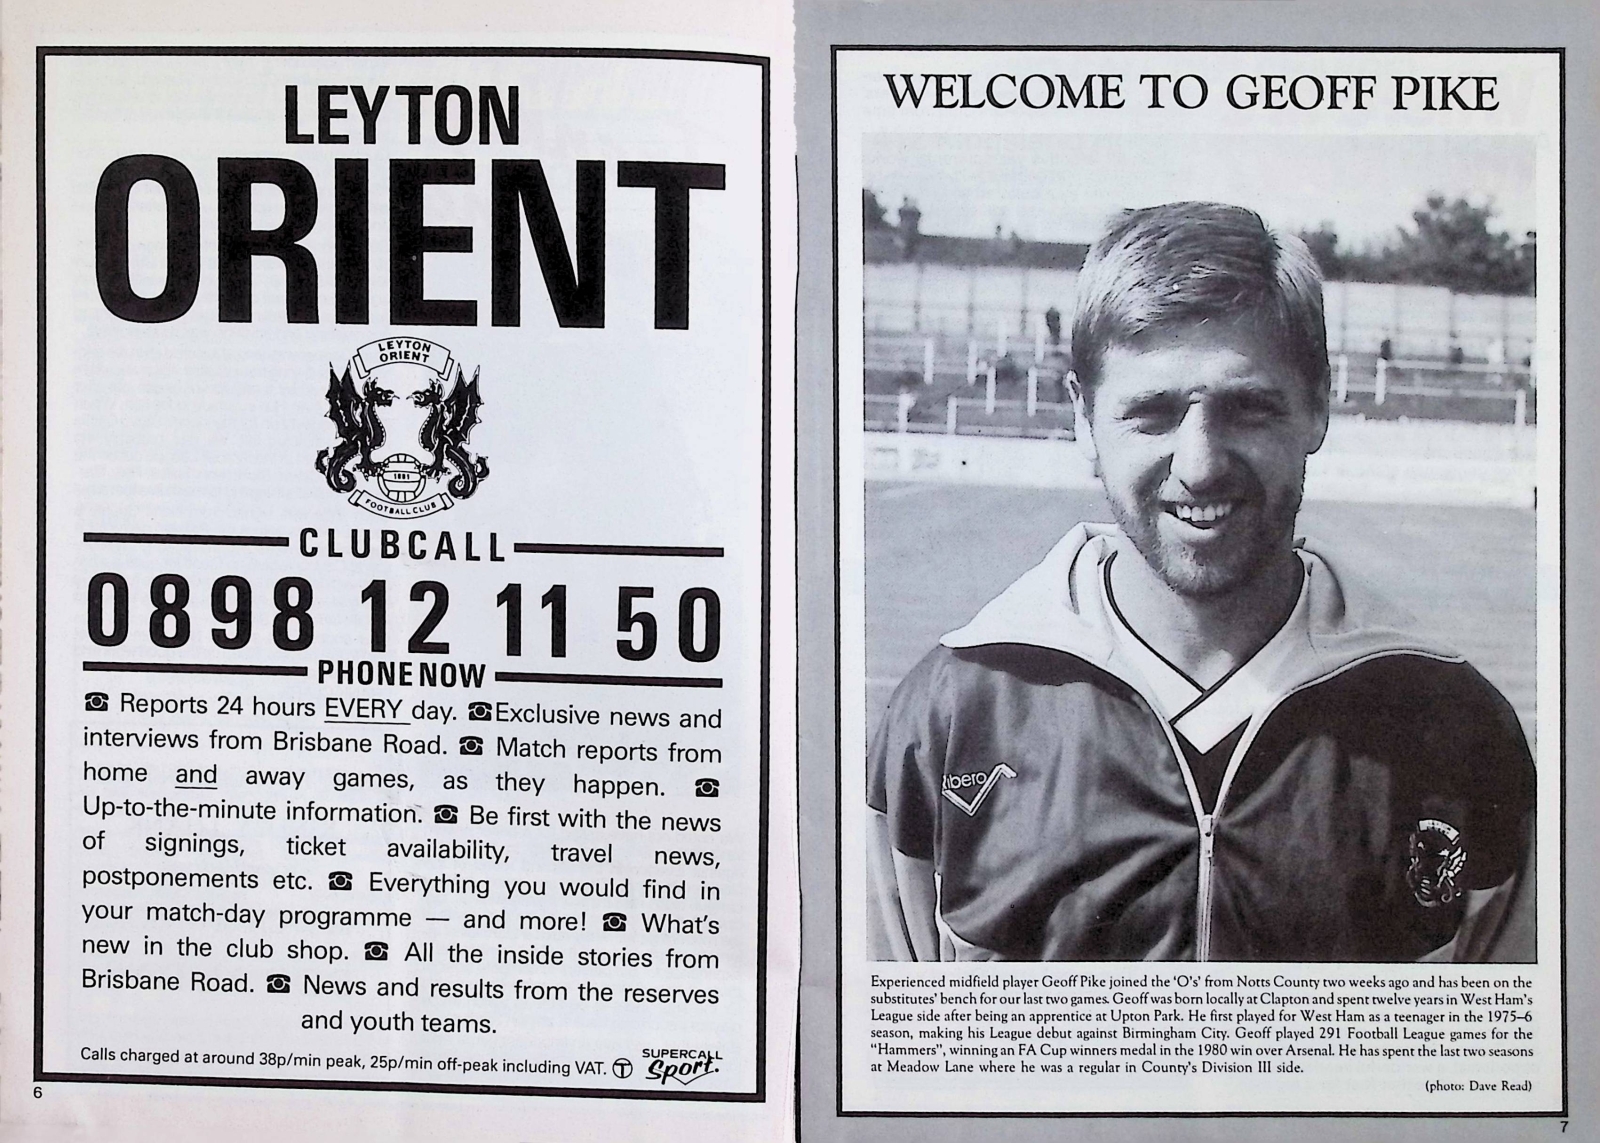 LEYTON
ORIENT
LEYTON
ORIENT
1881
FOOTBALL CLUB
CLUBCALL
0898 12 11 50
PHONE NOW
☎ Reports 24 hours EVERY day. ☎Exclusive news and
interviews from Brisbane Road. ☎ Match reports from
home and away games, as they happen. ☎
Up-to-the-minute information. ☎ Be first with the news
of signings, ticket availability, travel news,
postponements etc. ☎ Everything you would find in
your match-day programme — and more! ☎ What's
new in the club shop. ☎ All the inside stories from
Brisbane Road. ☎ News and results from the reserves
and youth teams.
Calls charged at around 38p/min peak, 25p/min off-peak including VAT. T SUPERCALL
Sport.
6
WELCOME TO GEOFF PIKE
libero
Experienced midfield player Geoff Pike joined the 'O's' from Notts County two weeks ago and has been on the
substitutes' bench for our last two games. Geoff was born locally at Clapton and spent twelve years in West Ham's
League side after being an apprentice at Upton Park. He first played for West Ham as a teenager in the 1975–6
season, making his League debut against Birmingham City. Geoff played 291 Football League games for the
"Hammers", winning an FA Cup winners medal in the 1980 win over Arsenal. He has spent the last two seasons
at Meadow Lane where he was a regular in County's Division III side.
(photo: Dave Read)
7